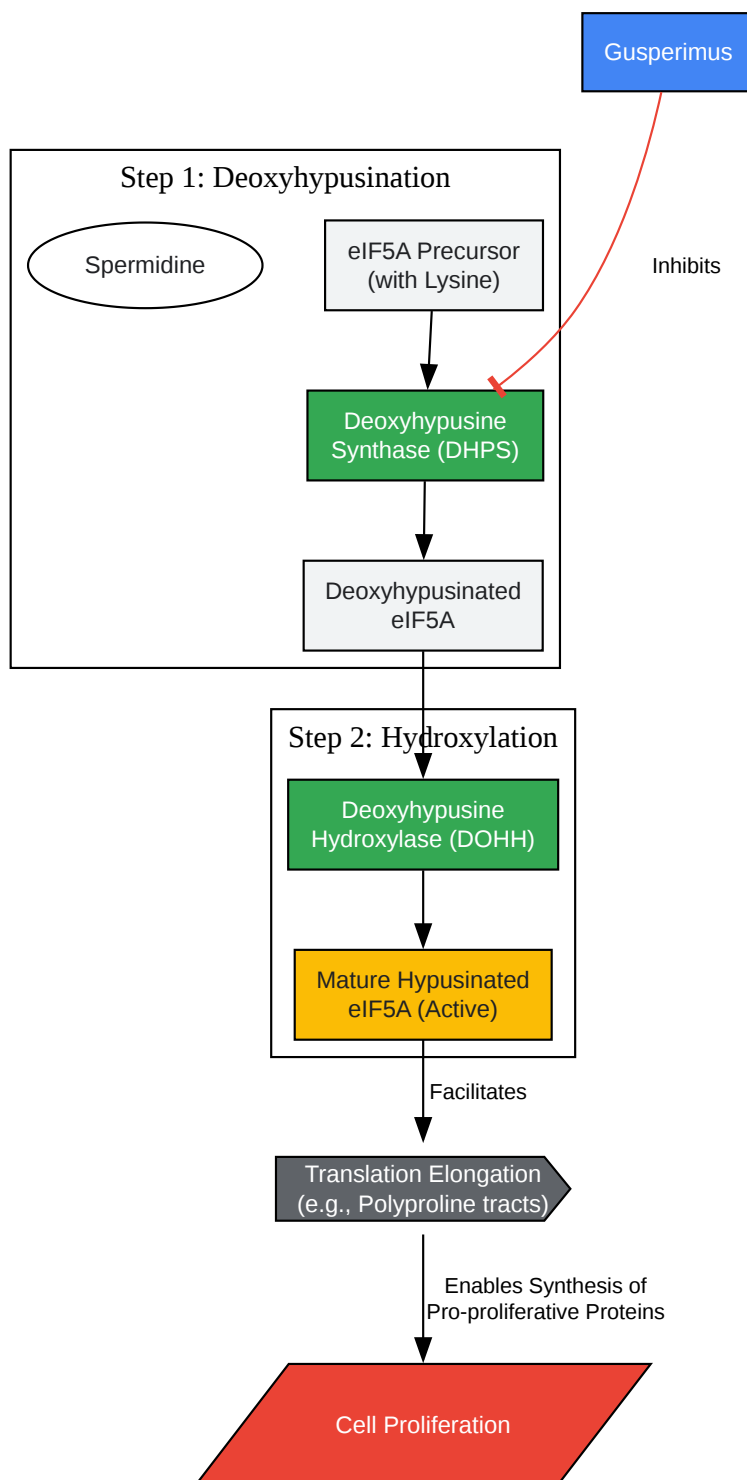 Gusperimus
Step 1: Deoxyhypusination
Spermidine
eIF5A Precursor
(with Lysine)
Inhibits
Deoxyhypusine
Synthase (DHPS)
Deoxyhypusinated
eIF5A
Step 2: Hydroxylation
Deoxyhypusine
Hydroxylase (DOHH)
Mature Hypusinated
eIF5A (Active)
Facilitates
Translation Elongation
(e.g., Polyproline tracts)
Enables Synthesis of
Pro-proliferative Proteins
Cell Proliferation